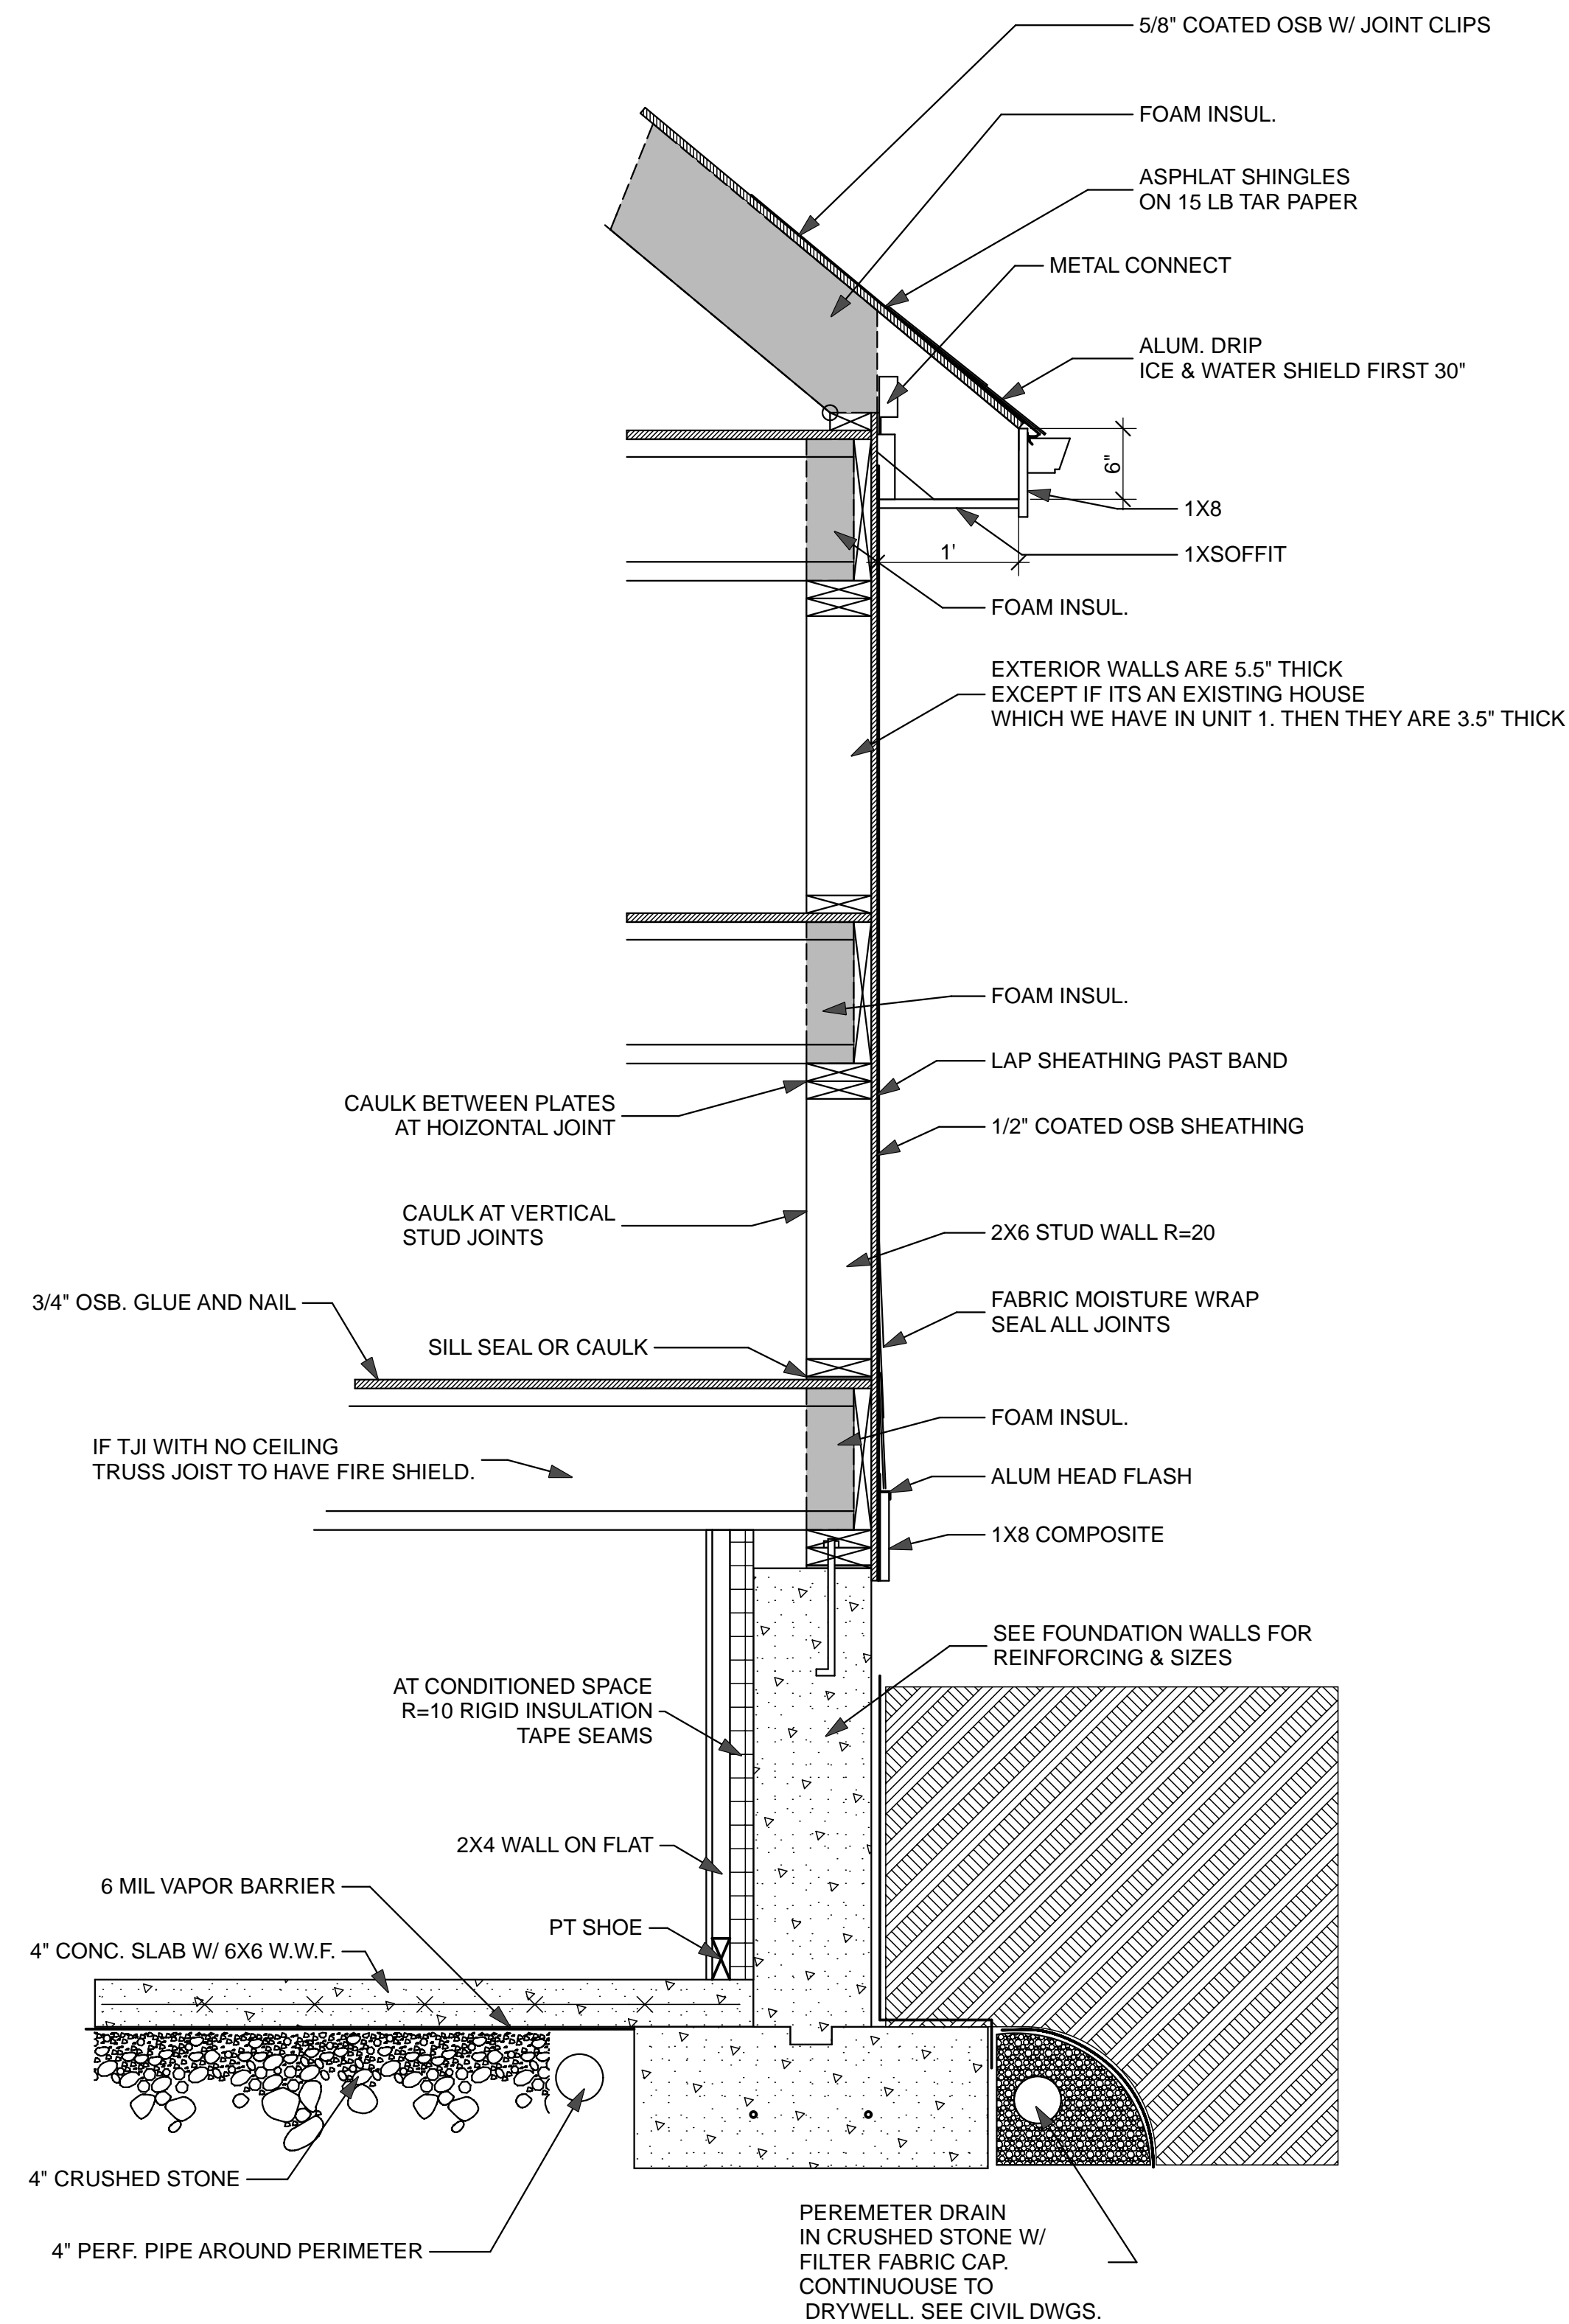 5/8" COATED OSB W/ JOINT CLIPS
FOAM INSUL.
ASPHLAT SHINGLES
ON 15 LB TAR PAPER
METAL CONNECT
ALUM. DRIP
ICE & WATER SHIELD FIRST 30"
6"
1X8
1'
1XSOFFIT
FOAM INSUL.
EXTERIOR WALLS ARE 5.5" THICK
EXCEPT IF ITS AN EXISTING HOUSE
WHICH WE HAVE IN UNIT 1. THEN THEY ARE 3.5" THICK
FOAM INSUL.
LAP SHEATHING PAST BAND
CAULK BETWEEN PLATES
AT HOIZONTAL JOINT
1/2" COATED OSB SHEATHING
CAULK AT VERTICAL
STUD JOINTS
2X6 STUD WALL R=20
3/4" OSB. GLUE AND NAIL
FABRIC MOISTURE WRAP
SEAL ALL JOINTS
SILL SEAL OR CAULK
FOAM INSUL.
IF TJI WITH NO CEILING
TRUSS JOIST TO HAVE FIRE SHIELD.
ALUM HEAD FLASH
1X8 COMPOSITE
SEE FOUNDATION WALLS FOR
REINFORCING & SIZES
AT CONDITIONED SPACE
R=10 RIGID INSULATION
TAPE SEAMS
2X4 WALL ON FLAT
6 MIL VAPOR BARRIER
PT SHOE
4" CONC. SLAB W/ 6X6 W.W.F.
4" CRUSHED STONE
4" PERF. PIPE AROUND PERIMETER
PEREMETER DRAIN
IN CRUSHED STONE W/
FILTER FABRIC CAP.
CONTINUOUSE TO
DRYWELL. SEE CIVIL DWGS.